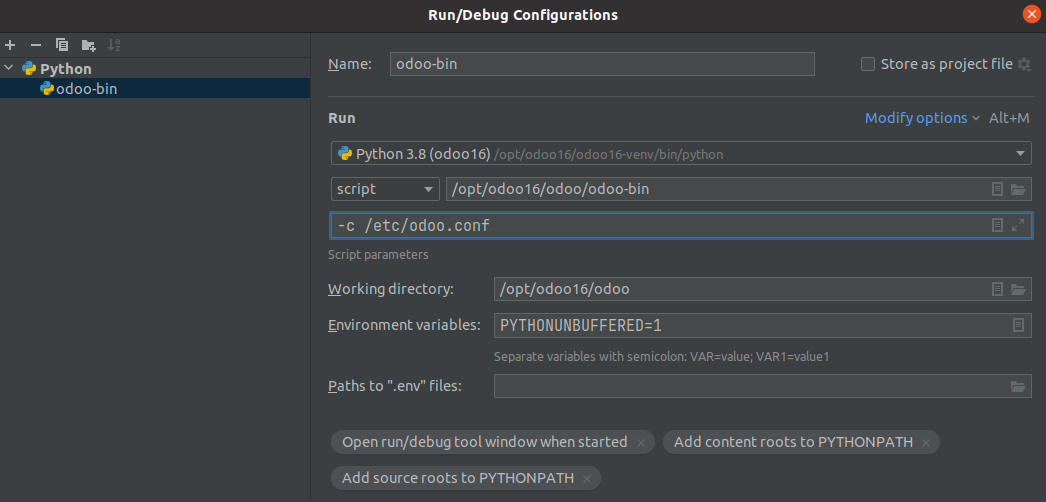 Run/Debug Configurations
Name: odoo-bin Store as project file
Python
odoo-bin
Run Modify options Alt+M
Python 3.8 (odoo16) /opt/odoo16/odoo16-venv/bin/python
script /opt/odoo16/odoo/odoo-bin
-c /etc/odoo.conf
Script parameters
Working directory: /opt/odoo16/odoo
Environment variables: PYTHONUNBUFFERED=1
Separate variables with semicolon: VAR=value; VAR1=value1
Paths to ".env" files:
Open run/debug tool window when started × Add content roots to PYTHONPATH ×
Add source roots to PYTHONPATH ×